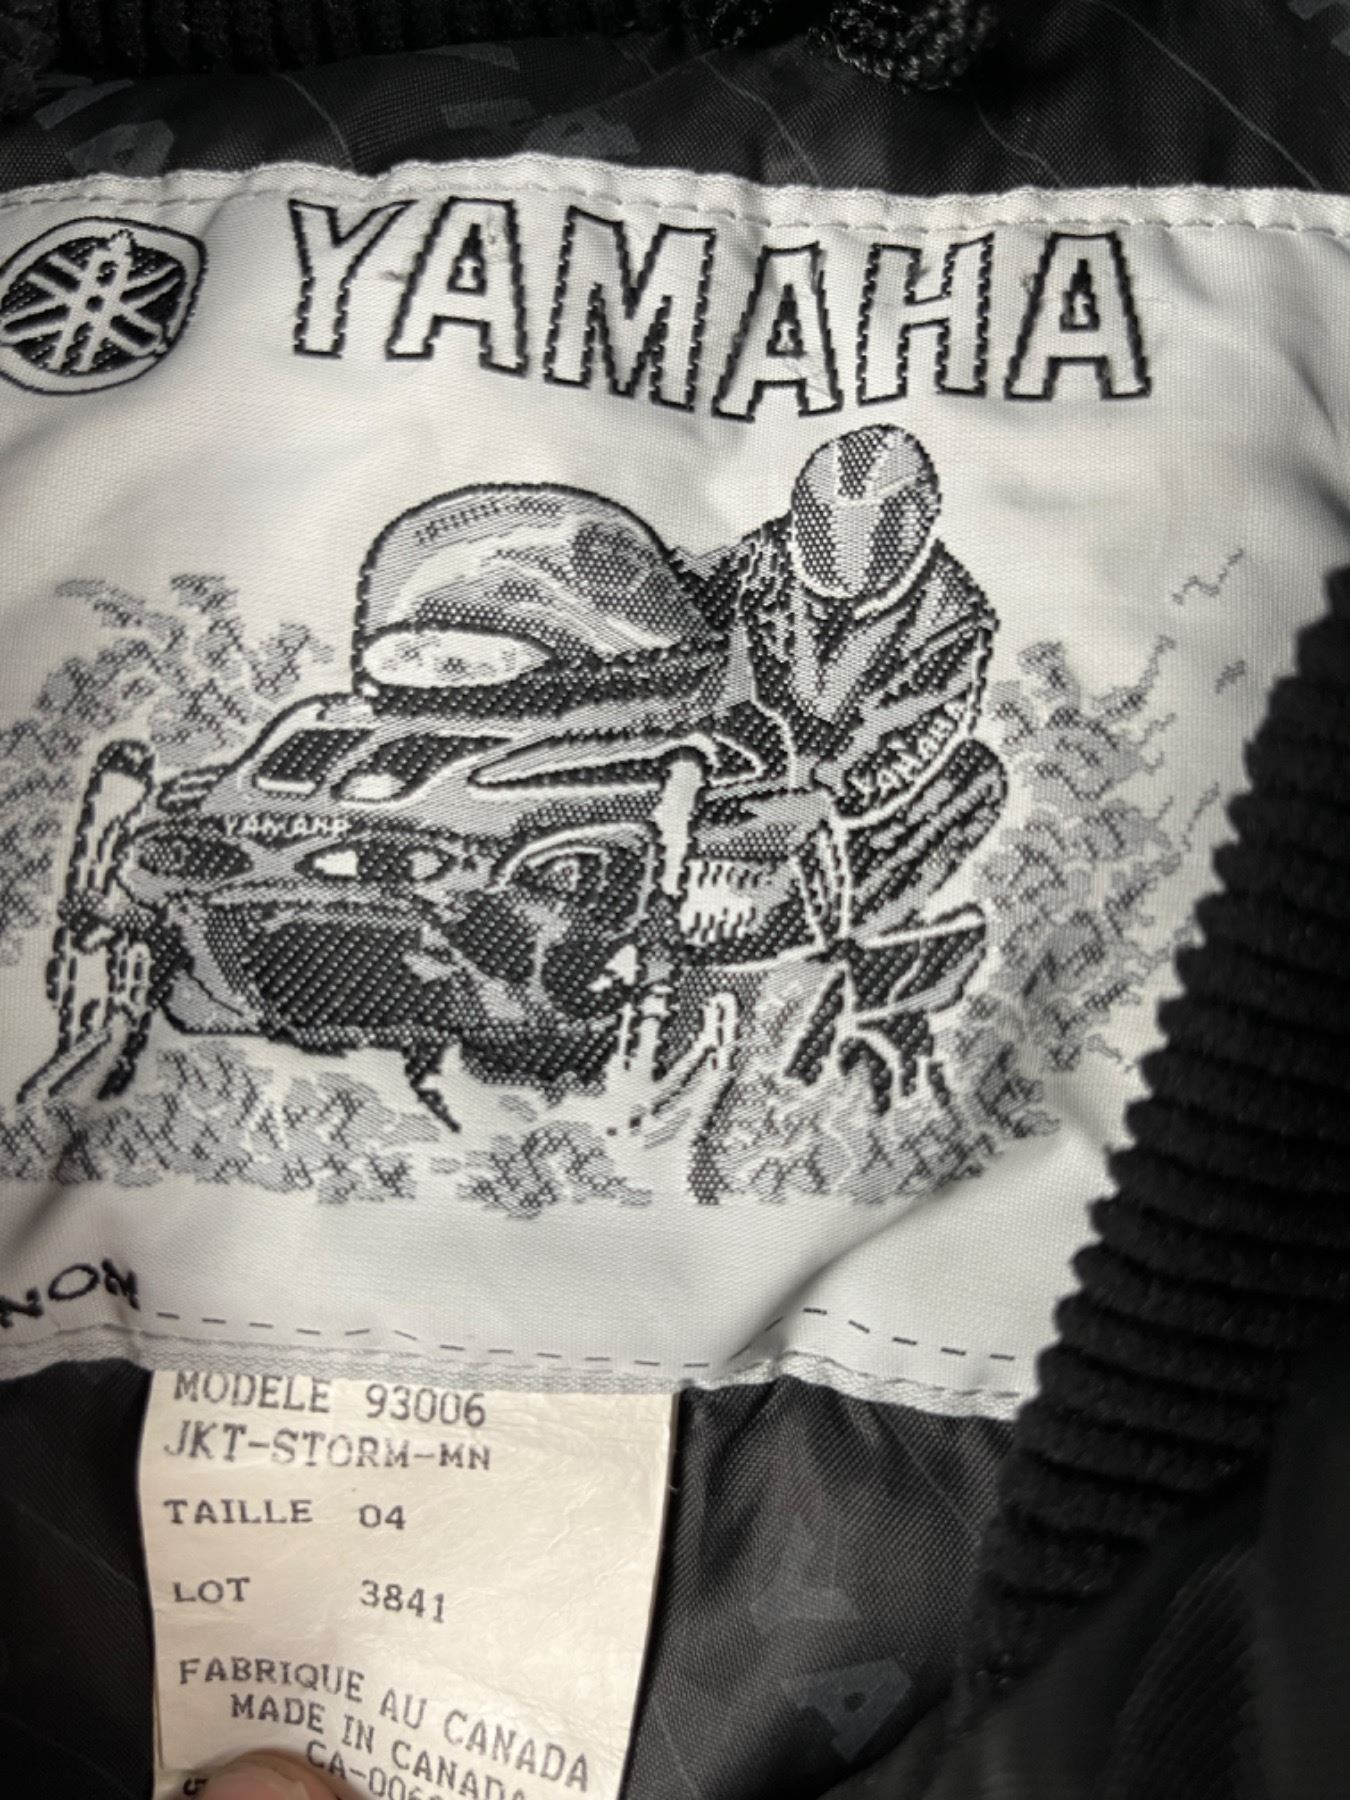 YAMAHA
YAMAHA
YAMAHA
NOM
MODELE 93006
JKT-STORM-MN
TAILLE 04
LOT 3841
FABRIQUE AU CANADA
MADE IN CANADA